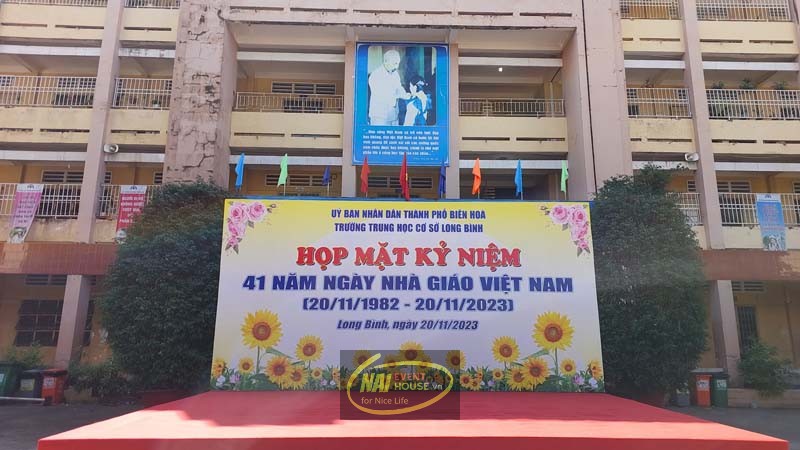 ỦY BAN NHÂN DÂN THÀNH PHỐ BIÊN HÒA
TRƯỜNG TRUNG HỌC CƠ SỞ LONG BÌNH
HỌP MẶT KỶ NIỆM
41 NĂM NGÀY NHÀ GIÁO VIỆT NAM
(20/11/1982 - 20/11/2023)
Long Bình, ngày 20/11/2023
NAI EVENT
HOUSE.vn
for Nice Life